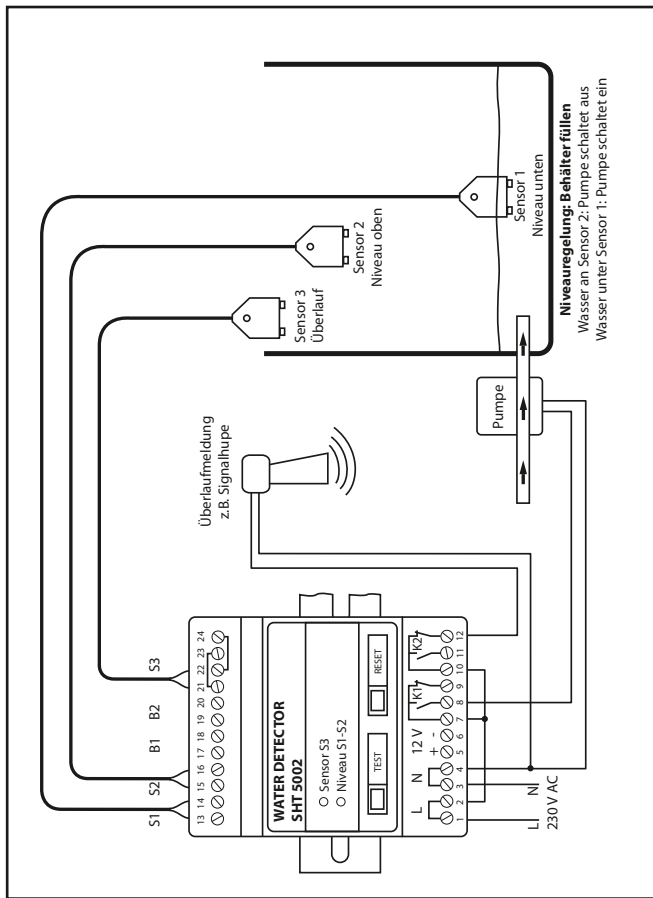 S1 S2 B1 B2 S3
13 14 15 16 17 18 19 20 21 22 23 24
WATER DETECTOR
SHT 5002
Sensor S3
Niveau S1-S2
TEST
RESET
L N 12 V K1 K2
+ -
1 2 3 4 5 6 7 8 9 10 11 12
L N
230 V AC
Überlaufmeldung
z.B. Signalhupe
Sensor 3
Überlauf
Sensor 2
Niveau oben
Sensor 1
Niveau unten
Pumpe
Niveauregelung: Behälter füllen
Wasser an Sensor 2: Pumpe schaltet aus
Wasser unter Sensor 1: Pumpe schaltet ein